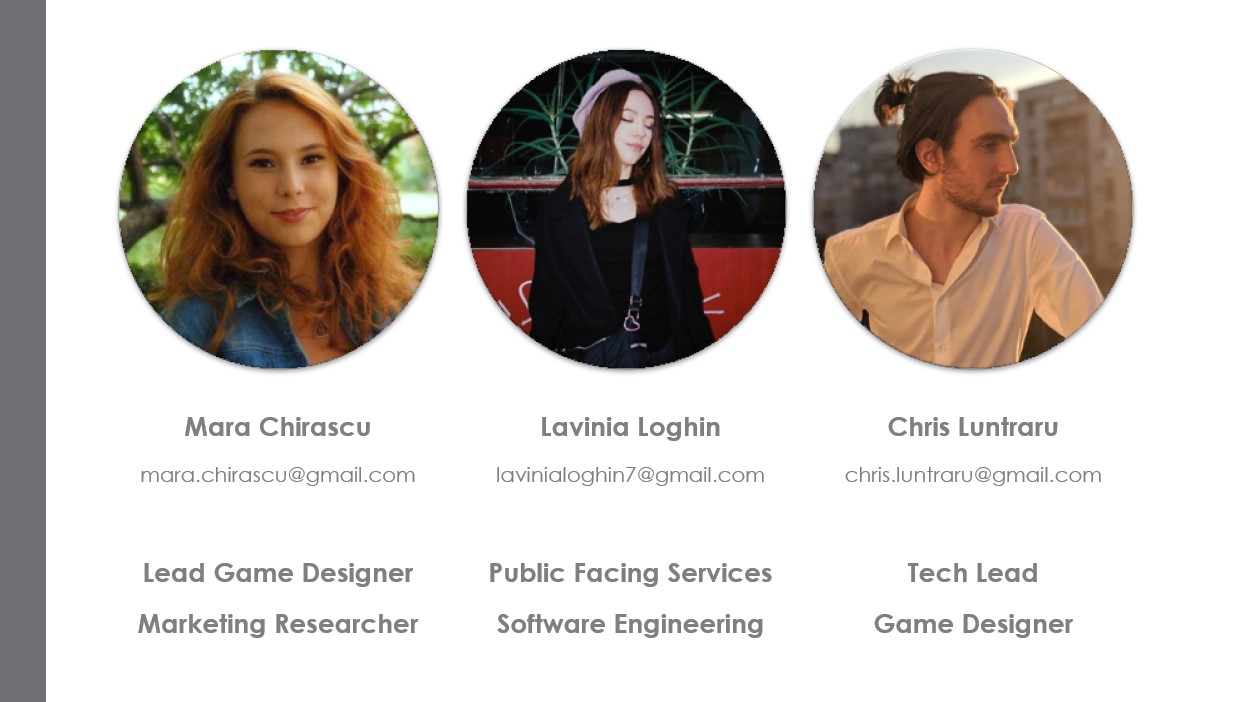 Mara Chirascu
mara.chirascu@gmail.com
Lead Game Designer
Marketing Researcher
Lavinia Loghin
lavinialoghin7@gmail.com
Public Facing Services
Software Engineering
Chris Luntraru
chris.luntraru@gmail.com
Tech Lead
Game Designer